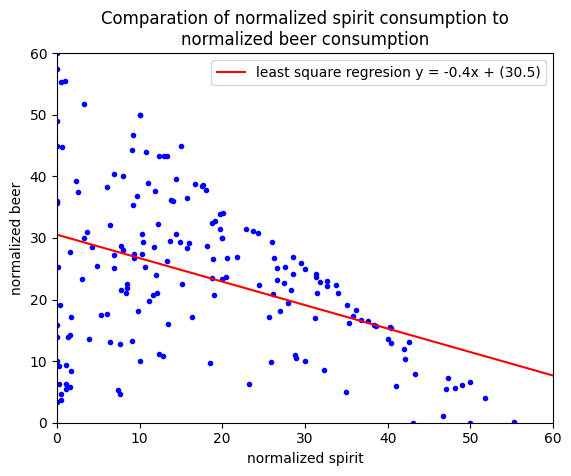 Comparation of normalized spirit consumption to
normalized beer consumption
least square regresion y = -0.4x + (30.5)
normalized beer
60
50
40
30
20
10
0
0 10 20 30 40 50 60
normalized spirit